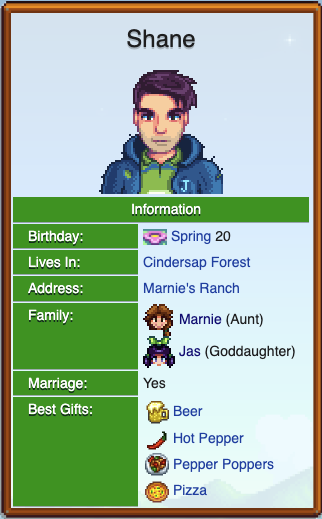 Shane
Information
Birthday: Spring 20
Lives In: Cindersap Forest
Address: Marnie's Ranch
Family: Marnie (Aunt)
Jas (Goddaughter)
Marriage: Yes
Best Gifts: Beer
Hot Pepper
Pepper Poppers
Pizza
J